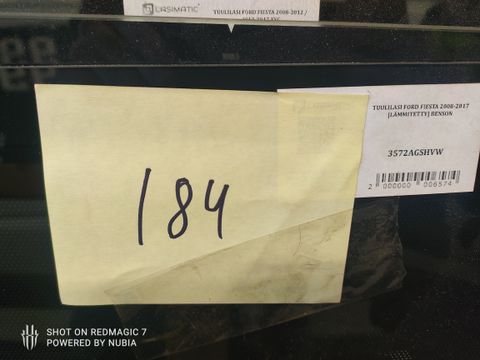 LASIMATIC
TUULILASI FORD FIESTA 2008-2012 /
184
TUULILASI FORD FIESTA 2008-2017
[LÄMMITETTY] BENSON
3572AGSHVW
2 000000 006574
SHOT ON REDMAGIC 7
POWERED BY NUBIA